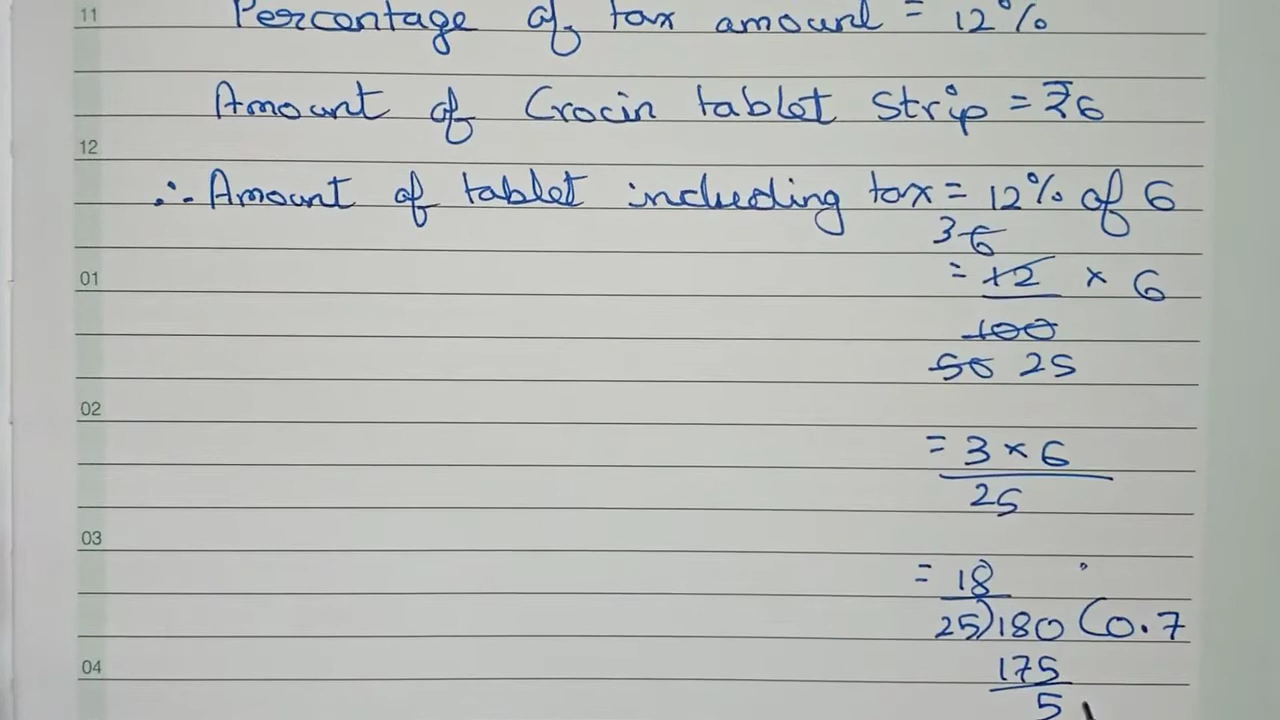 11
Percentage of tax amount = 12%
Amount of Crocin tablet Strip = ₹6
12
∴ Amount of tablet including tax = 12% of 6
3 6
01
= 12 × 6
100
50 25
02
= 3 × 6
25
03
= 18
25)180(0.7
175
04
5